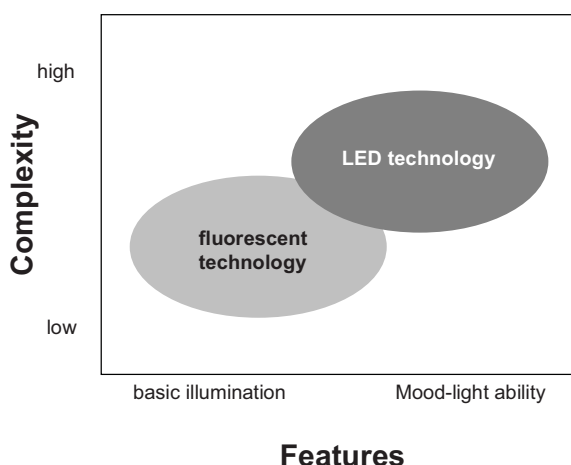 high
Complexity
LED technology
fluorescent
technology
low
basic illumination
Mood-light ability
Features